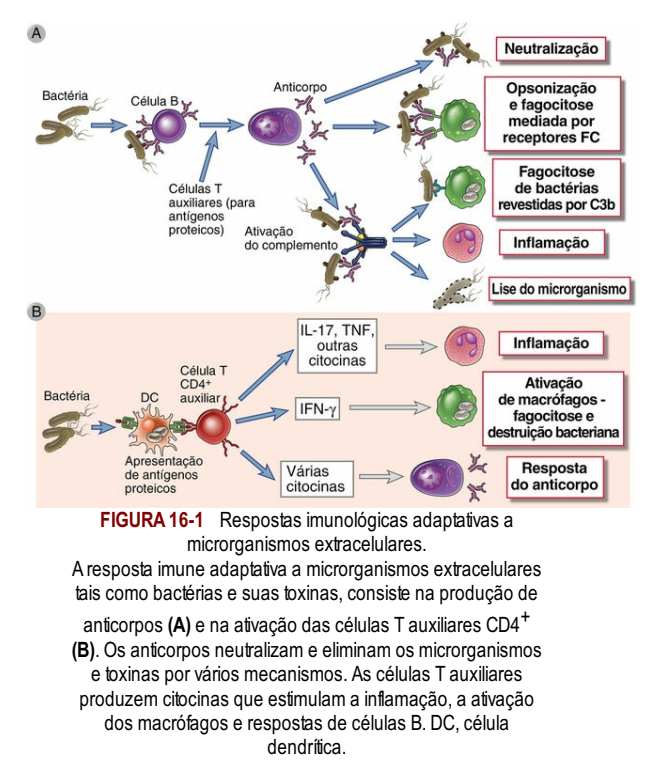 A
Bactéria
Célula B
Células T
auxiliares (para
antígenos
proteicos)
Anticorpo
Ativação
do complemento
Neutralização
Opsonização
e fagocitose
mediada por
receptores FC
Fagocitose
de bactérias
revestidas por C3b
Inflamação
Lise do microrganismo
B
Bactéria
DC
Apresentação
de antígenos
proteicos
Célula T
CD4+
auxiliar
IL-17, TNF,
outras
citocinas
IFN-γ
Várias
citocinas
Inflamação
Ativação
de macrófagos -
fagocitose e
destruição bacteriana
Resposta
do anticorpo
FIGURA 16-1 Respostas imunológicas adaptativas a
microrganismos extracelulares.
A resposta imune adaptativa a microrganismos extracelulares
tais como bactérias e suas toxinas, consiste na produção de
anticorpos (A) e na ativação das células T auxiliares CD4+
(B). Os anticorpos neutralizam e eliminam os microrganismos
e toxinas por vários mecanismos. As células T auxiliares
produzem citocinas que estimulam a inflamação, a ativação
dos macrófagos e respostas de células B. DC, célula
dendrítica.